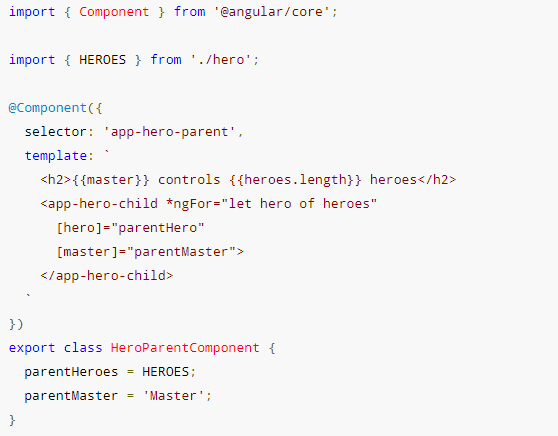 import { Component } from '@angular/core';
import { HEROES } from './hero';
@Component({
  selector: 'app-hero-parent',
  template: `
    <h2>{{master}} controls {{heroes.length}} heroes</h2>
    <app-hero-child *ngFor="let hero of heroes"
      [hero]="parentHero"
      [master]="parentMaster">
    </app-hero-child>
  `
})
export class HeroParentComponent {
  parentHeroes = HEROES;
  parentMaster = 'Master';
}